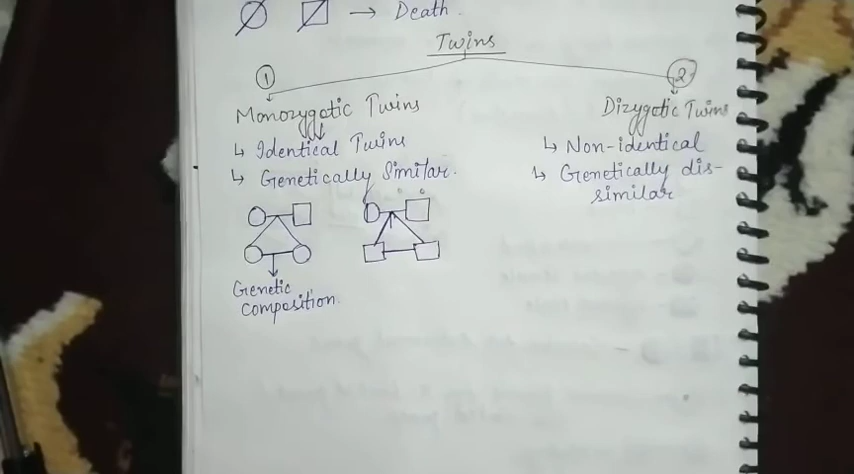 → Death.
Twins
1
2
Monozygotic Twins
Dizygotic Twins
↳ Identical Twins
↳ Non-identical
↳ Genetically Similar.
↳ Genetically dis-
similar
Genetic
composition.